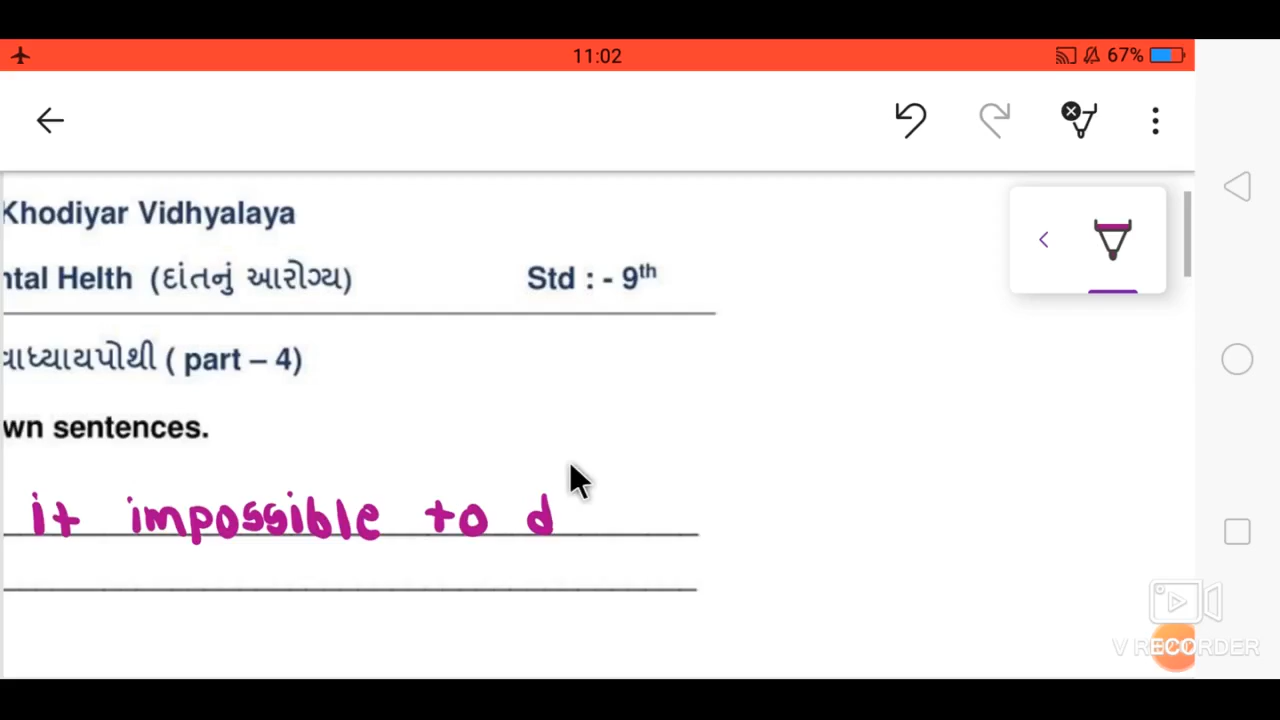 11:02 67%
Khodiyar Vidhyalaya
ntal Helth (દાંતનું આરોગ્ય) Std : - 9th
વાધ્યાયપોથી ( part – 4)
wn sentences.
it impossible to d
V RECORDER